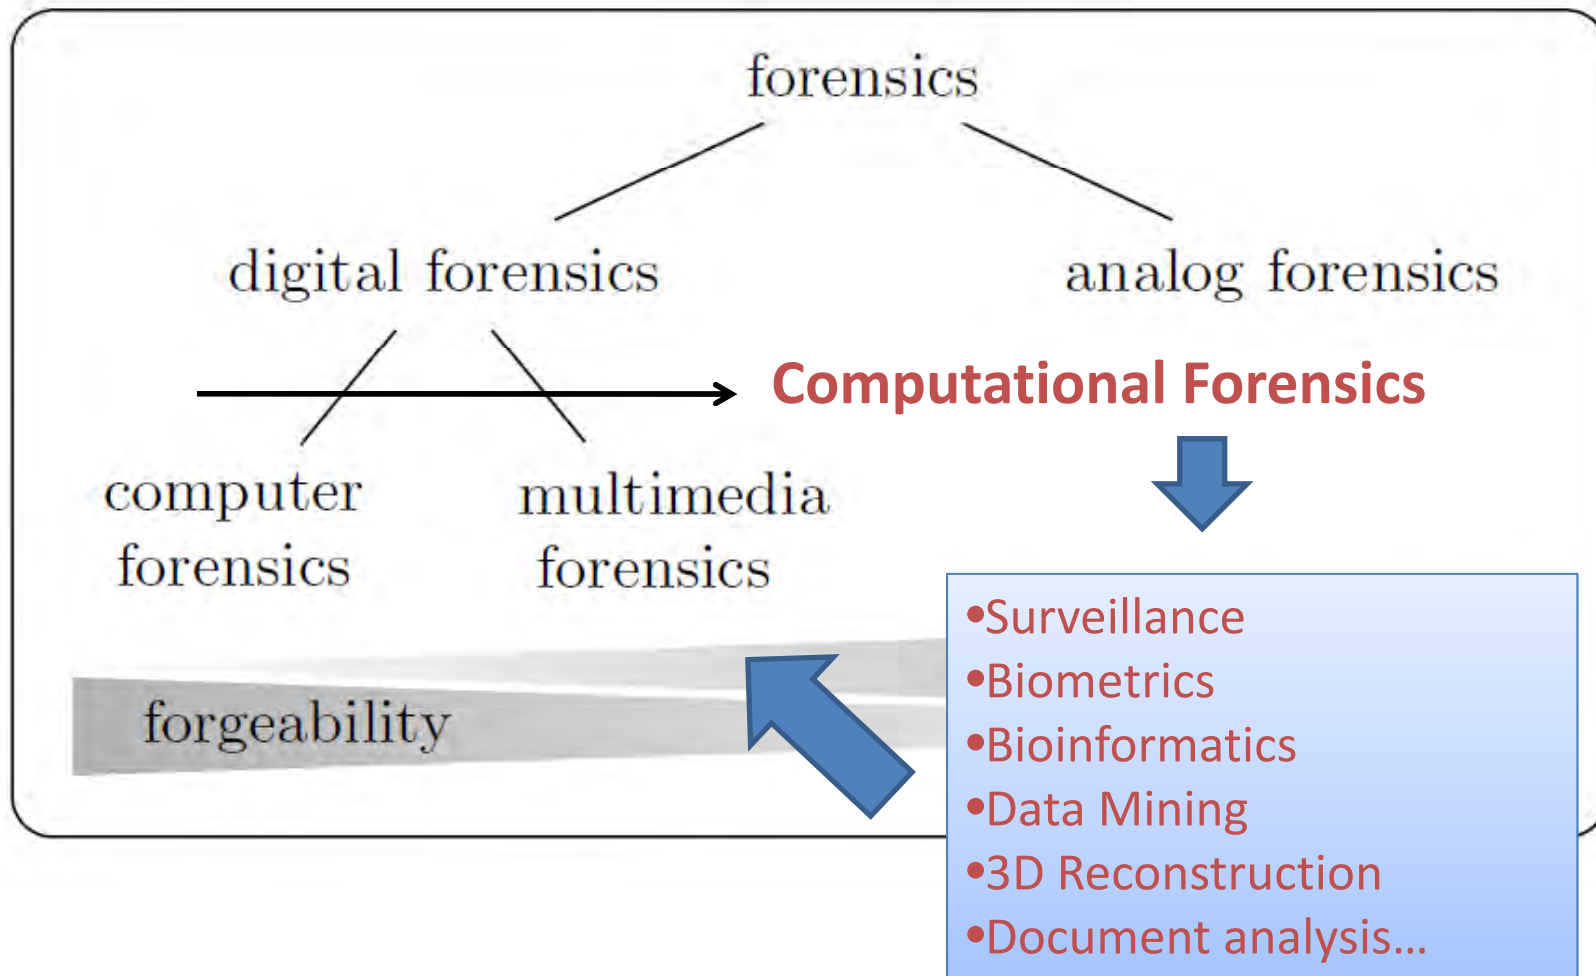 forensics
digital forensics
analog forensics
Computational Forensics
computer
forensics
multimedia
forensics
forgeability
•Surveillance
•Biometrics
•Bioinformatics
•Data Mining
•3D Reconstruction
•Document analysis...